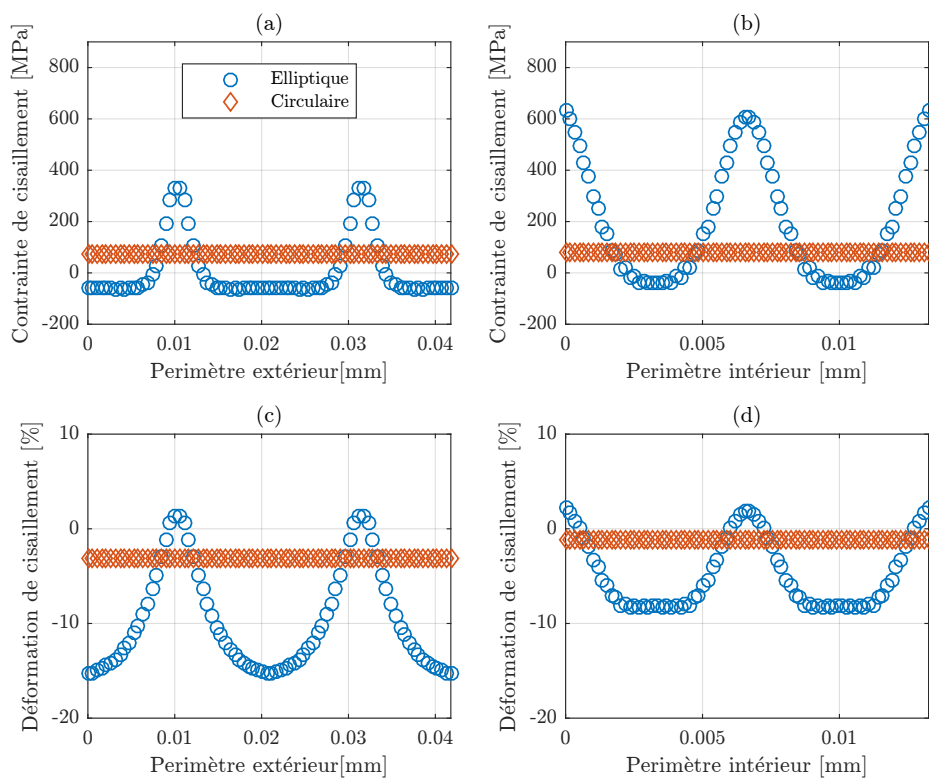 (a)
Contrainte de cisaillement [MPa]
800
600
400
200
0
-200
Elliptique
Circulaire
0 0.01 0.02 0.03 0.04
Perimètre extérieur[mm]
(b)
Contrainte de cisaillement [MPa]
800
600
400
200
0
-200
0 0.005 0.01
Perimètre intérieur [mm]
(c)
Déformation de cisaillement [%]
10
0
-10
-20
0 0.01 0.02 0.03 0.04
Perimètre extérieur[mm]
(d)
Déformation de cisaillement [%]
10
0
-10
-20
0 0.005 0.01
Perimètre intérieur [mm]